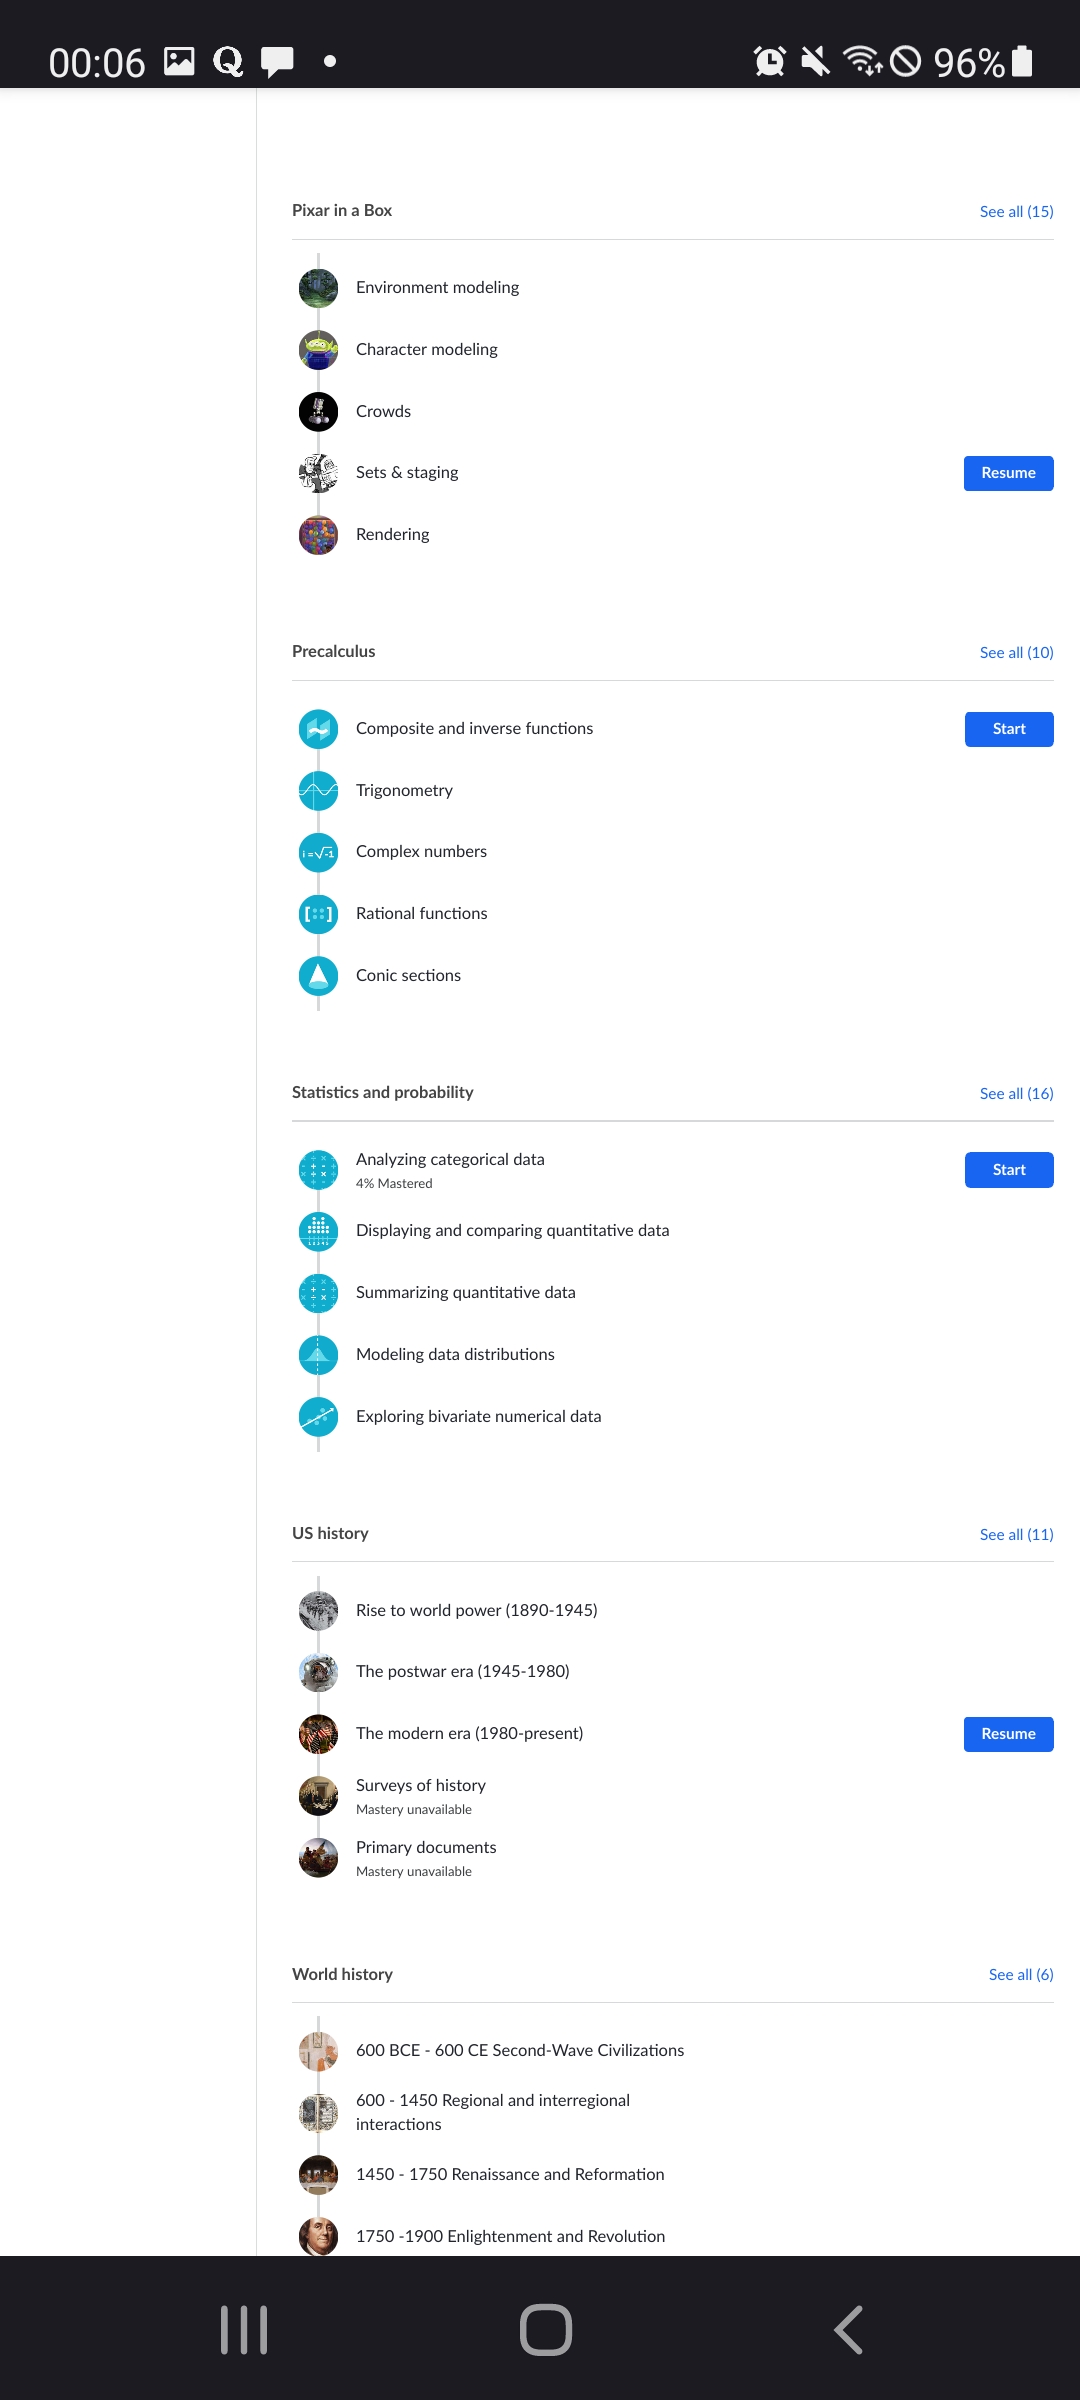 00:06
96%
Pixar in a Box
See all (15)
Environment modeling
Character modeling
Crowds
Sets & staging
Resume
Rendering
Precalculus
See all (10)
Composite and inverse functions
Start
Trigonometry
i = √-1
Complex numbers
Rational functions
Conic sections
Statistics and probability
See all (16)
Analyzing categorical data
Start
4% Mastered
Displaying and comparing quantitative data
Summarizing quantitative data
Modeling data distributions
Exploring bivariate numerical data
US history
See all (11)
Rise to world power (1890-1945)
The postwar era (1945-1980)
The modern era (1980-present)
Resume
Surveys of history
Mastery unavailable
Primary documents
Mastery unavailable
World history
See all (6)
600 BCE - 600 CE Second-Wave Civilizations
600 - 1450 Regional and interregional
interactions
1450 - 1750 Renaissance and Reformation
1750 -1900 Enlightenment and Revolution